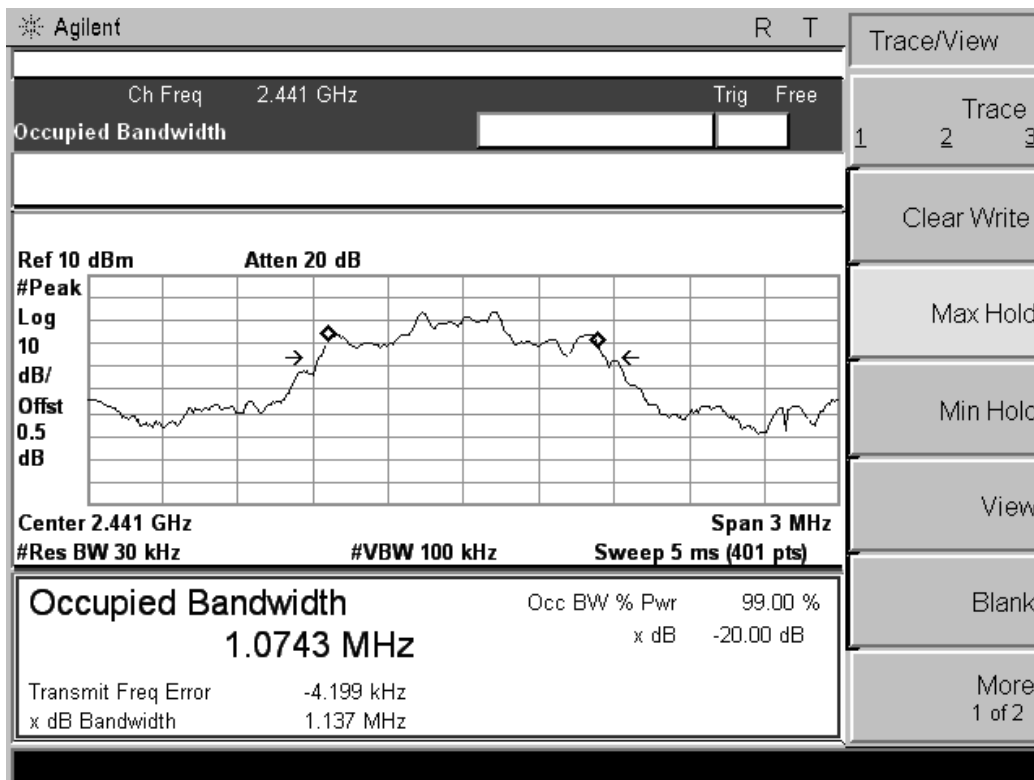 Agilent R T
Trace/View
Ch Freq 2.441 GHz Trig Free
Occupied Bandwidth
Trace
1 2 3
Clear Write
Ref 10 dBm Atten 20 dB
#Peak
Log
10
dB/
Offst
0.5
dB
Max Hold
Min Hold
View
Center 2.441 GHz Span 3 MHz
#Res BW 30 kHz #VBW 100 kHz Sweep 5 ms (401 pts)
Occupied Bandwidth Occ BW % Pwr 99.00 %
1.0743 MHz x dB -20.00 dB
Transmit Freq Error -4.199 kHz
x dB Bandwidth 1.137 MHz
Blank
More
1 of 2